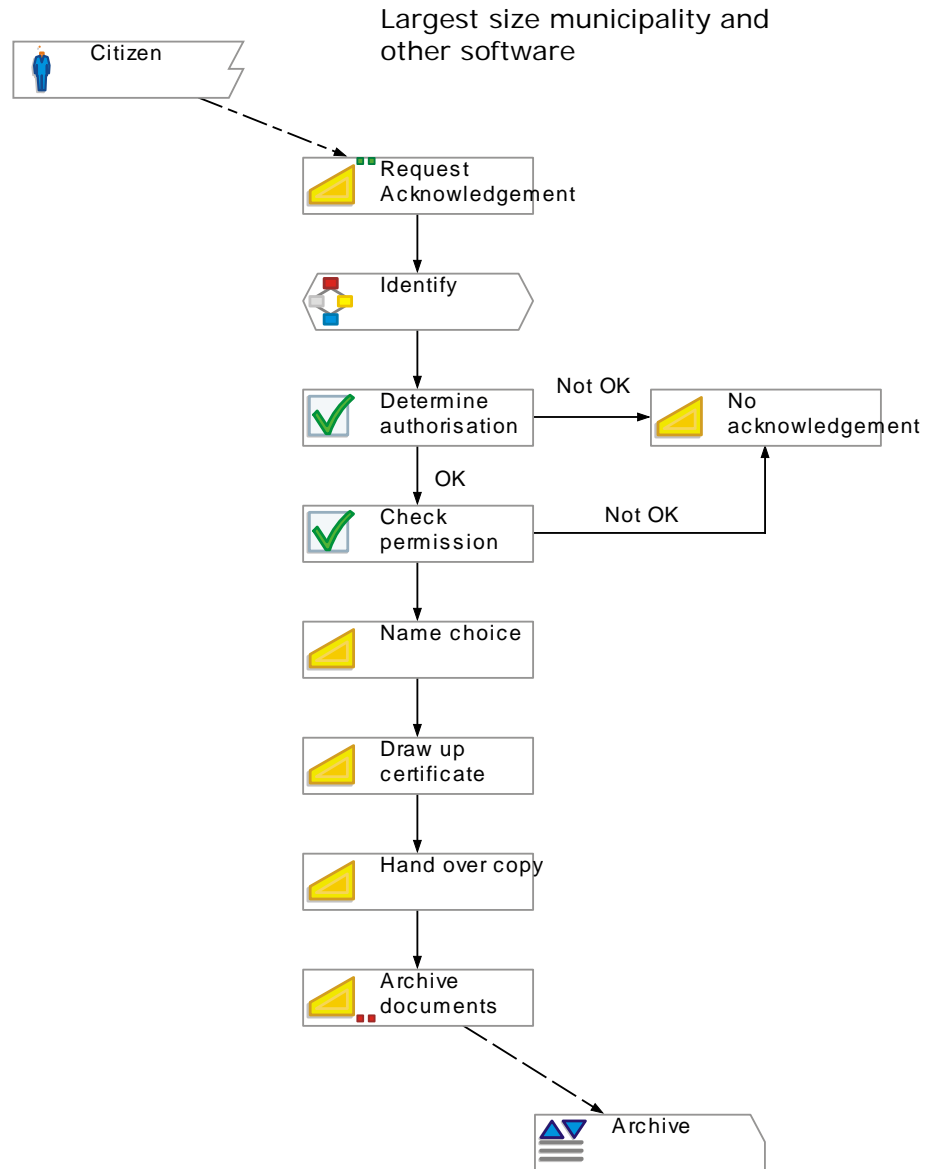 Largest size municipality and
other software
Citizen
Request
Acknowledgement
Identify
Determine
authorisation
Not OK
No
acknowledgement
OK
Check
permission
Not OK
Name choice
Draw up
certificate
Hand over copy
Archive
documents
Archive